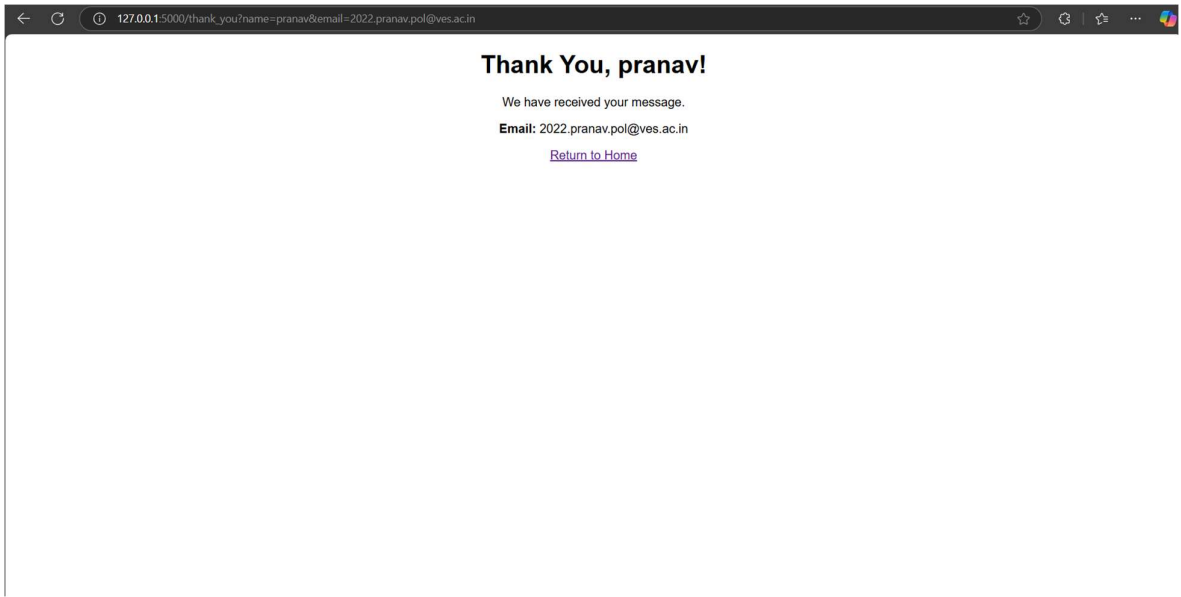 127.0.0.1:5000/thank_you?name=pranav&email=2022.pranav.pol@ves.ac.in
Thank You, pranav!
We have received your message.
Email: 2022.pranav.pol@ves.ac.in
Return to Home